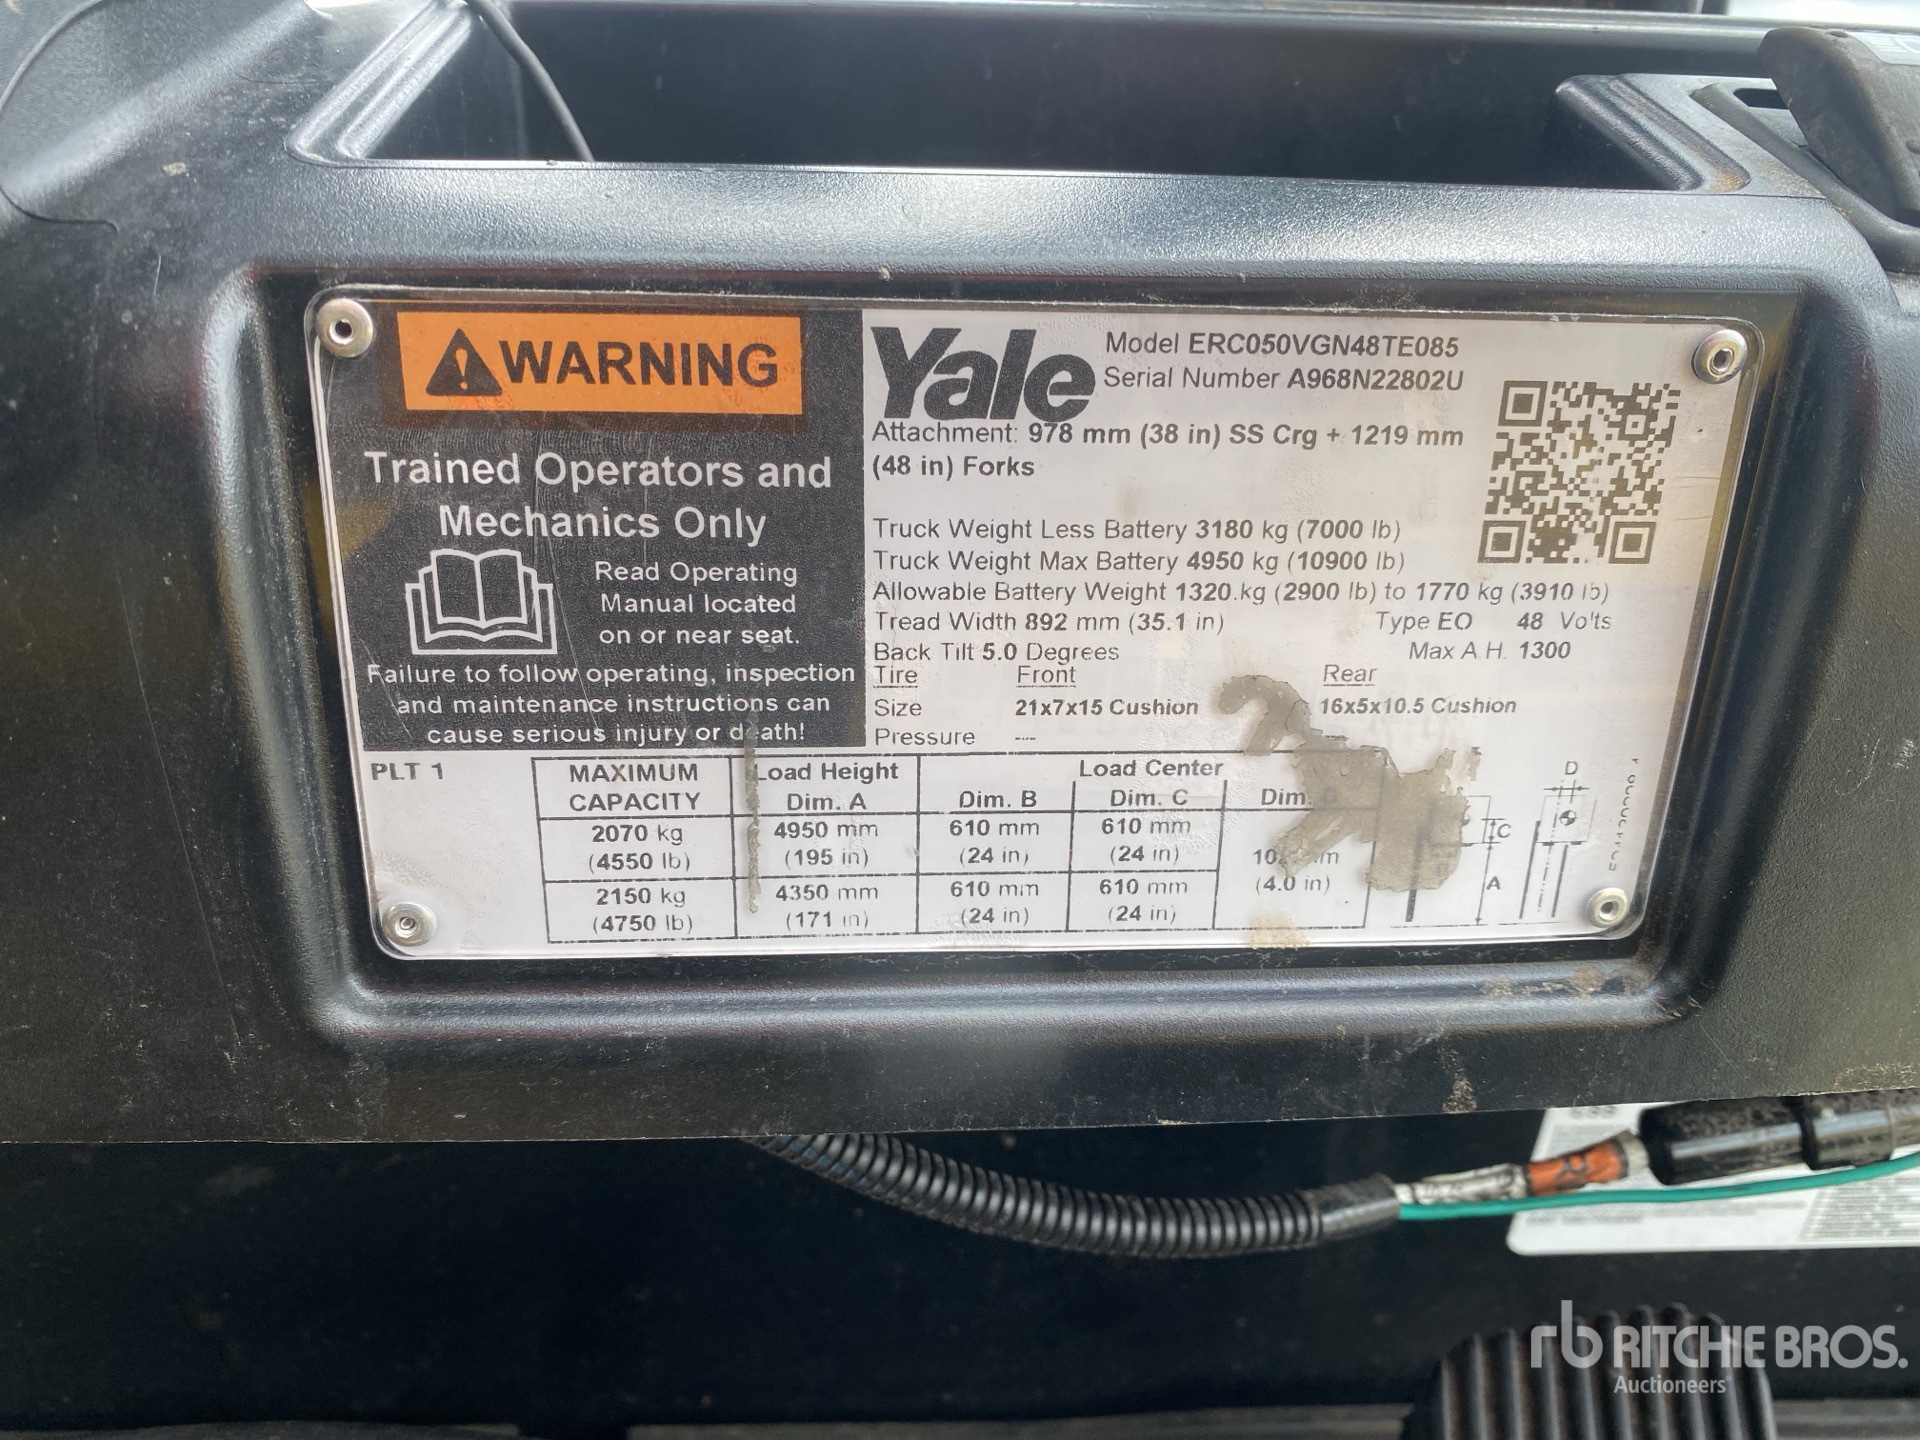 WARNING
Trained Operators and
Mechanics Only
Read Operating
Manual located
on or near seat.
Failure to follow operating, inspection
and maintenance instructions can
cause serious injury or death!
Yale
Model ERC050VGN48TE085
Serial Number A968N22802U
Attachment: 978 mm (38 in) SS Crg + 1219 mm
(48 in) Forks
Truck Weight Less Battery 3180 kg (7000 lb)
Truck Weight Max Battery 4950 kg (10900 lb)
Allowable Battery Weight 1320 kg (2900 lb) to 1770 kg (3910 lb)
Tread Width 892 mm (35.1 in) Type EO 48 Volts
Back Tilt 5.0 Degrees Max A.H. 1300
Tire Front Rear
Size 21x7x15 Cushion 16x5x10.5 Cushion
Pressure ---
PLT 1
MAXIMUM Load Height Load Center
CAPACITY Dim. A Dim. B Dim. C Dim.
2070 kg 4950 mm 610 mm 610 mm
(4550 lb) (195 in) (24 in) (24 in) mm
2150 kg 4350 mm 610 mm 610 mm (4.0 in)
(4750 lb) (171 in) (24 in) (24 in)
D
C
A
rb RITCHIE BROS.
Auctioneers